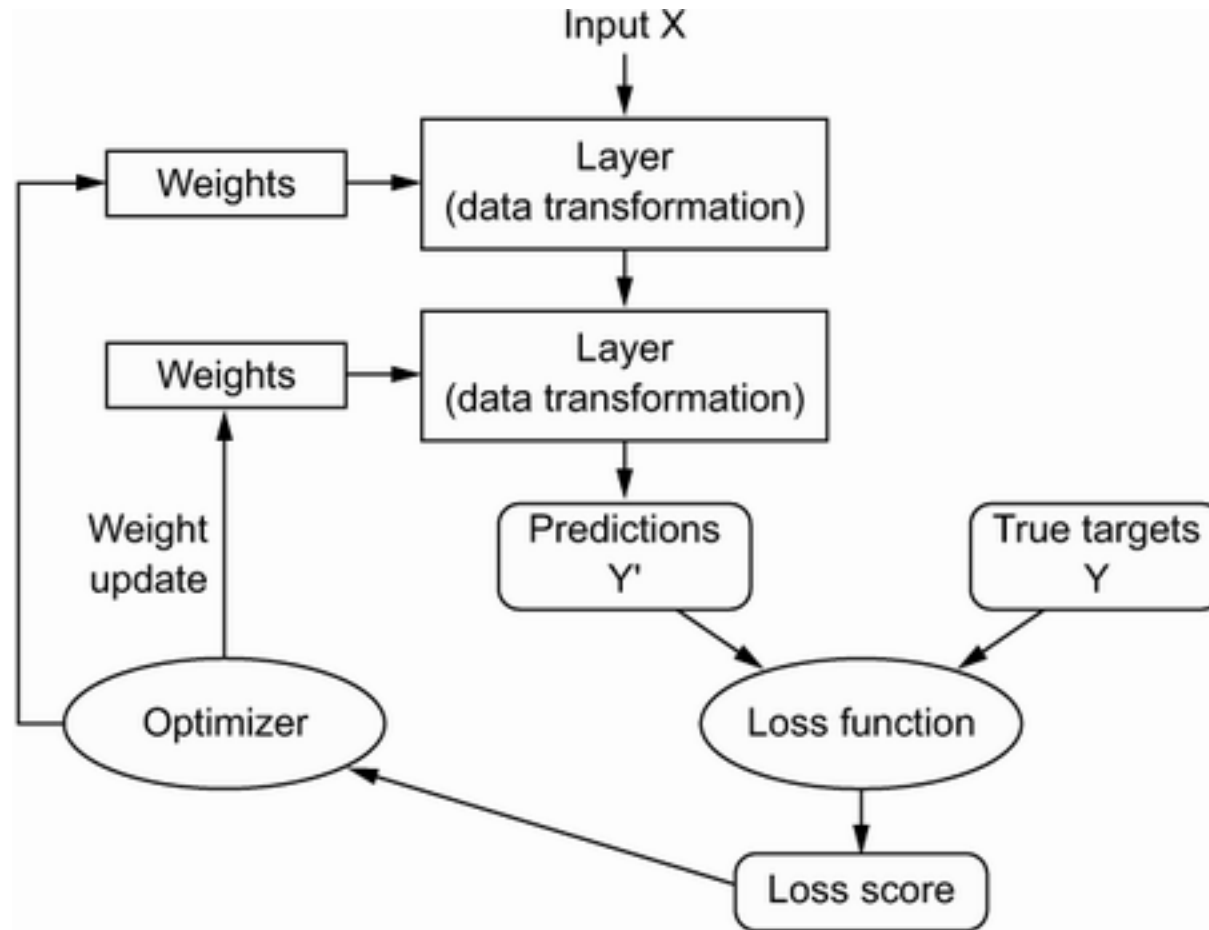 Input X
Weights
Layer
(data transformation)
Weights
Layer
(data transformation)
Weight
update
Predictions
Y'
True targets
Y
Optimizer
Loss function
Loss score